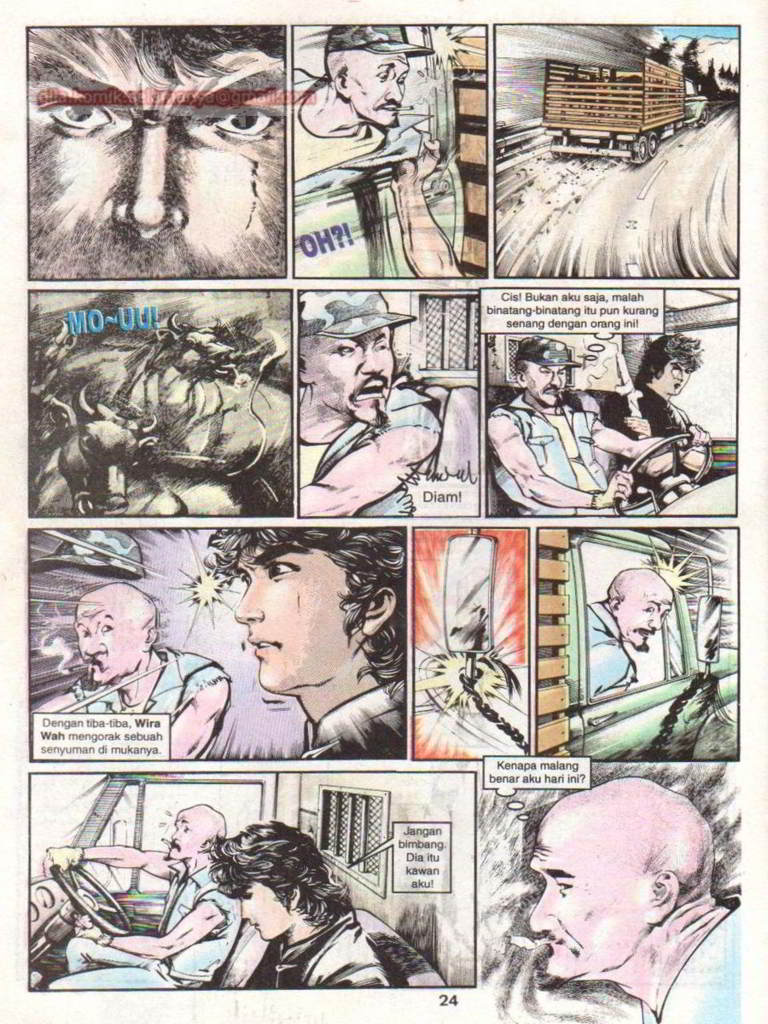 OH?!
MO~UU!
Diam!
Cis! Bukan aku saja, malah
binatang-binatang itu pun kurang
senang dengan orang ini!
Dengan tiba-tiba, Wira
Wah mengorak sebuah
senyuman di mukanya.
Jangan
bimbang.
Dia itu
kawan
aku!
Kenapa malang
benar aku hari ini?
24